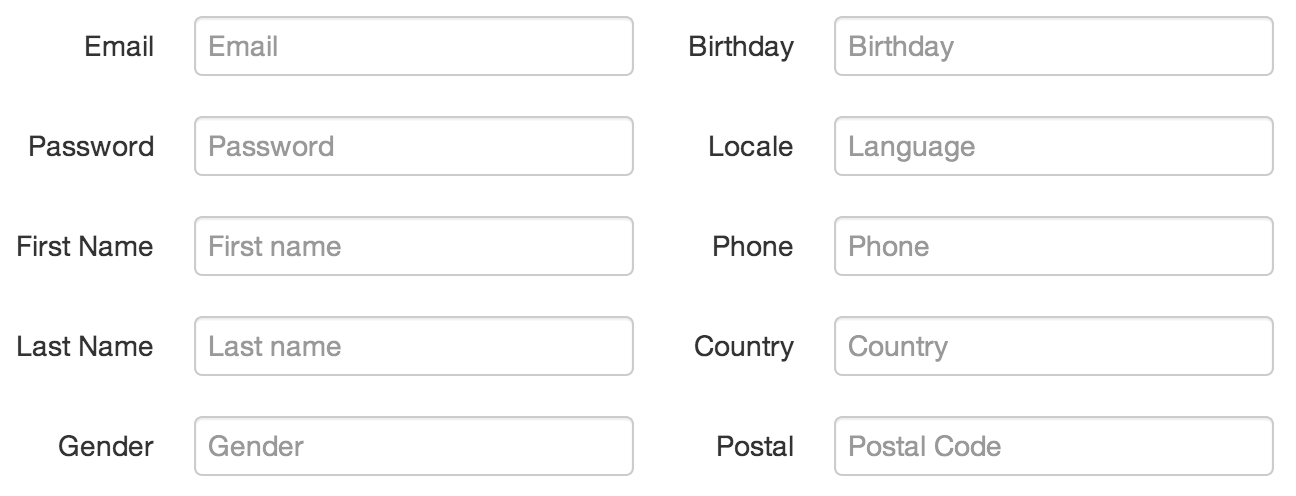 Email Email Birthday Birthday
Password Password Locale Language
First Name First name Phone Phone
Last Name Last name Country Country
Gender Gender Postal Postal Code